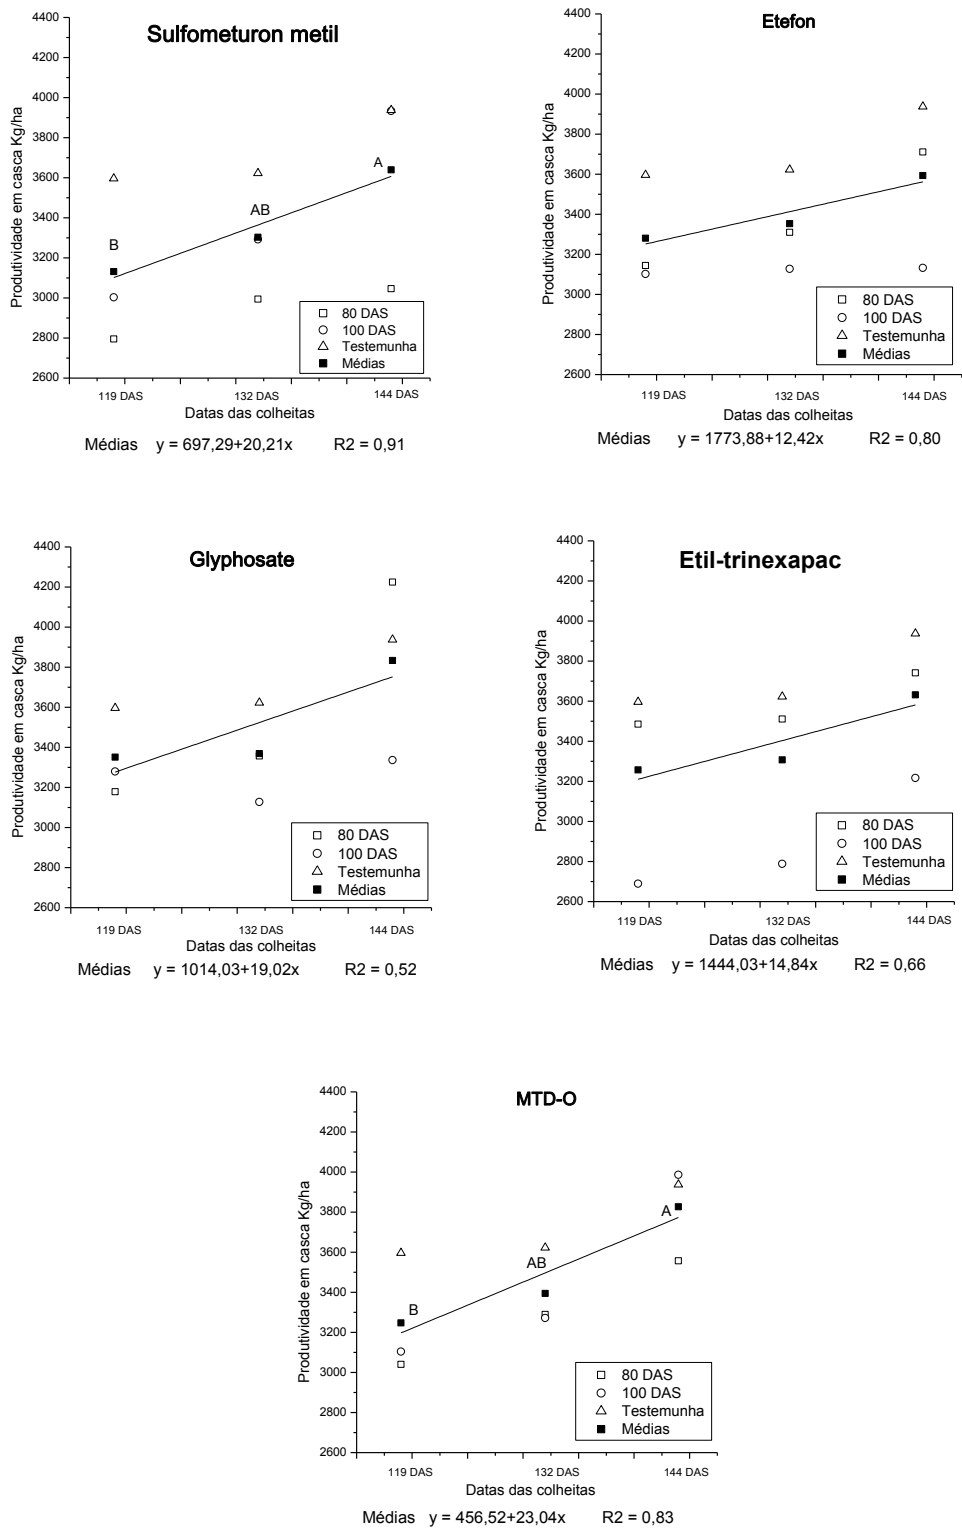 Sulfometuron metil
Produtividade em casca Kg/ha
4400
4200
4000
3800
3600
3400
3200
3000
2800
2600
B
AB
A
80 DAS
100 DAS
Testemunha
Médias
119 DAS 132 DAS 144 DAS
Datas das colheitas
Médias y = 697,29+20,21x R2 = 0,91
Etefon
Produtividade em casca Kg/ha
4400
4200
4000
3800
3600
3400
3200
3000
2800
2600
80 DAS
100 DAS
Testemunha
Médias
119 DAS 132 DAS 144 DAS
Datas das colheitas
Médias y = 1773,88+12,42x R2 = 0,80
Glyphosate
Produtividade em casca Kg/ha
4400
4200
4000
3800
3600
3400
3200
3000
2800
2600
80 DAS
100 DAS
Testemunha
Médias
119 DAS 132 DAS 144 DAS
Datas das colheitas
Médias y = 1014,03+19,02x R2 = 0,52
Etil-trinexapac
Produtividade em casca Kg/ha
4400
4200
4000
3800
3600
3400
3200
3000
2800
2600
80 DAS
100 DAS
Testemunha
Médias
119 DAS 132 DAS 144 DAS
Datas das colheitas
Médias y = 1444,03+14,84x R2 = 0,66
MTD-O
Produtividade em casca Kg/ha
4400
4200
4000
3800
3600
3400
3200
3000
2800
2600
B
AB
A
80 DAS
100 DAS
Testemunha
Médias
119 DAS 132 DAS 144 DAS
Datas das colheitas
Médias y = 456,52+23,04x R2 = 0,83